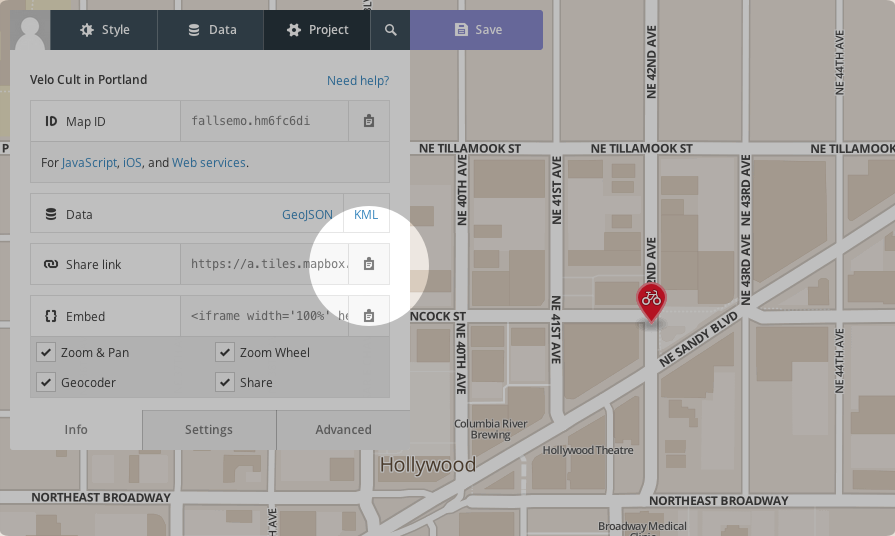 Style
Data
Project
Save
Velo Cult in Portland
Need help?
ID Map ID
fallsemo.hm6fc6di
For JavaScript, iOS, and Web services.
Data
GeoJSON
KML
Share link
https://a.tiles.mapbox.
Embed
<iframe width='100%' he
Zoom & Pan
Zoom Wheel
Geocoder
Share
Info
Settings
Advanced
NE 42ND AVE
NE 44TH AVE
NE TILLAMOOK ST
NE TILLAMOOK ST
NE TILLAMOOK
NE 40TH AVE
NE 41ST AVE
NE 43RD AVE
2ND AVE
NE 43RD AVE
NCOCK ST
NE 40TH AVE
NE 41ST AVE
NE SANDY BLVD
NE 44TH AVE
Columbia River
Brewing
Hollywood Theatre
Hollywood
NORTHEAST BROADWAY
NORTHEAST BROADWAY
AVE
Broadway Medical
Clinic